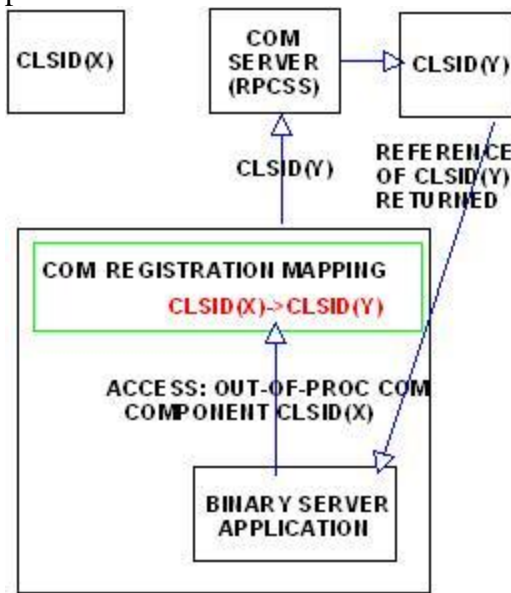 CLSID(X)
COM
SERVER
(RPCSS)
CLSID(Y)
CLSID(Y)
REFERENCE
OF CLSID(Y)
RETURNED
COM REGISTRATION MAPPING
CLSID(X)->CLSID(Y)
ACCESS: OUT-OF-PROC COM
COMPONENT CLSID(X)
BINARY SERVER
APPLICATION